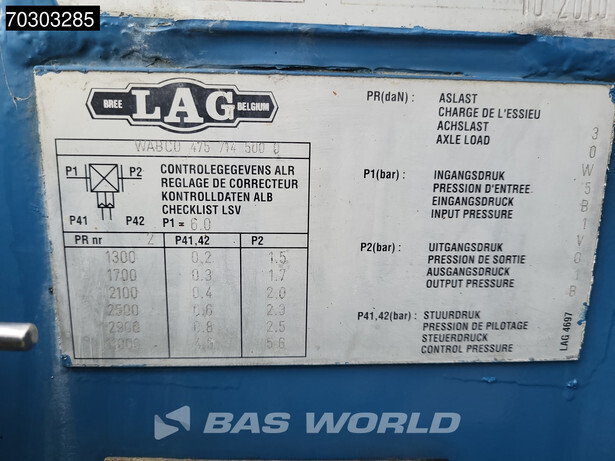 70303285
BREE LAG BELGIUM
WABCO 475 714 500 0
P1 P2
P41 P42
CONTROLEGEGEVENS ALR
REGLAGE DE CORRECTEUR
KONTROLLDATEN ALB
CHECKLIST LSV
P1 = 6.0
PR nr 2 P41,42 P2
1300 0.2 1.5
1700 0.3 1.7
2100 0.4 2.0
2500 0.6 2.3
2900 0.8 2.5
5.6
PR(daN) : ASLAST
CHARGE DE L'ESSIEU
ACHSLAST
AXLE LOAD
P1(bar) : INGANGSDRUK
PRESSION D'ENTREE
EINGANGSDRUCK
INPUT PRESSURE
P2(bar) : UITGANGSDRUK
PRESSION DE SORTIE
AUSGANGSDRUCK
OUTPUT PRESSURE
P41,42(bar) : STUURDRUK
PRESSION DE PILOTAGE
STEUERDRUCK
CONTROL PRESSURE
LAG 4697
BAS WORLD